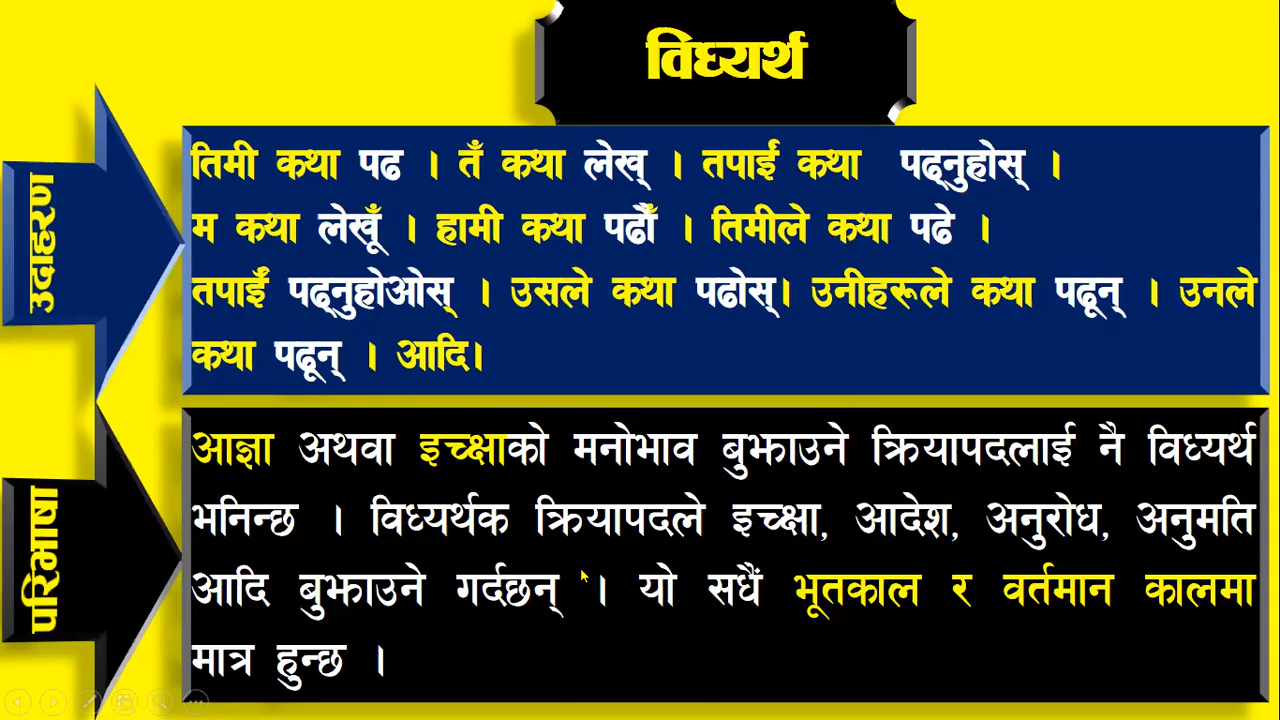 विध्यर्थ
उदाहरण
तिमी कथा पढ । तँ कथा लेख् । तपाईं कथा पढ्नुहोस् ।
म कथा लेखूँ । हामी कथा पढौँ । तिमीले कथा पढे ।
तपाईँ पढ्नुहोओस् । उसले कथा पढोस्। उनीहरूले कथा पढून् । उनले
कथा पढून् । आदि।
परिभाषा
आज्ञा अथवा इच्क्षाको मनोभाव बुझाउने क्रियापदलाई नै विध्यर्थ
भनिन्छ । विध्यर्थक क्रियापदले इच्क्षा, आदेश, अनुरोध, अनुमति
आदि बुझाउने गर्दछन् । यो सधैं भूतकाल र वर्तमान कालमा
मात्र हुन्छ ।